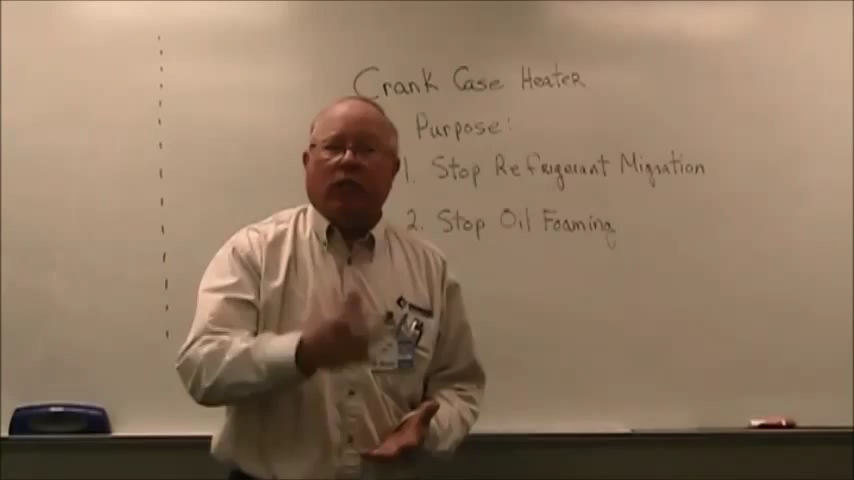 Crank Case Heater
Purpose:
1. Stop Refrigerant Migration
2. Stop Oil Foaming